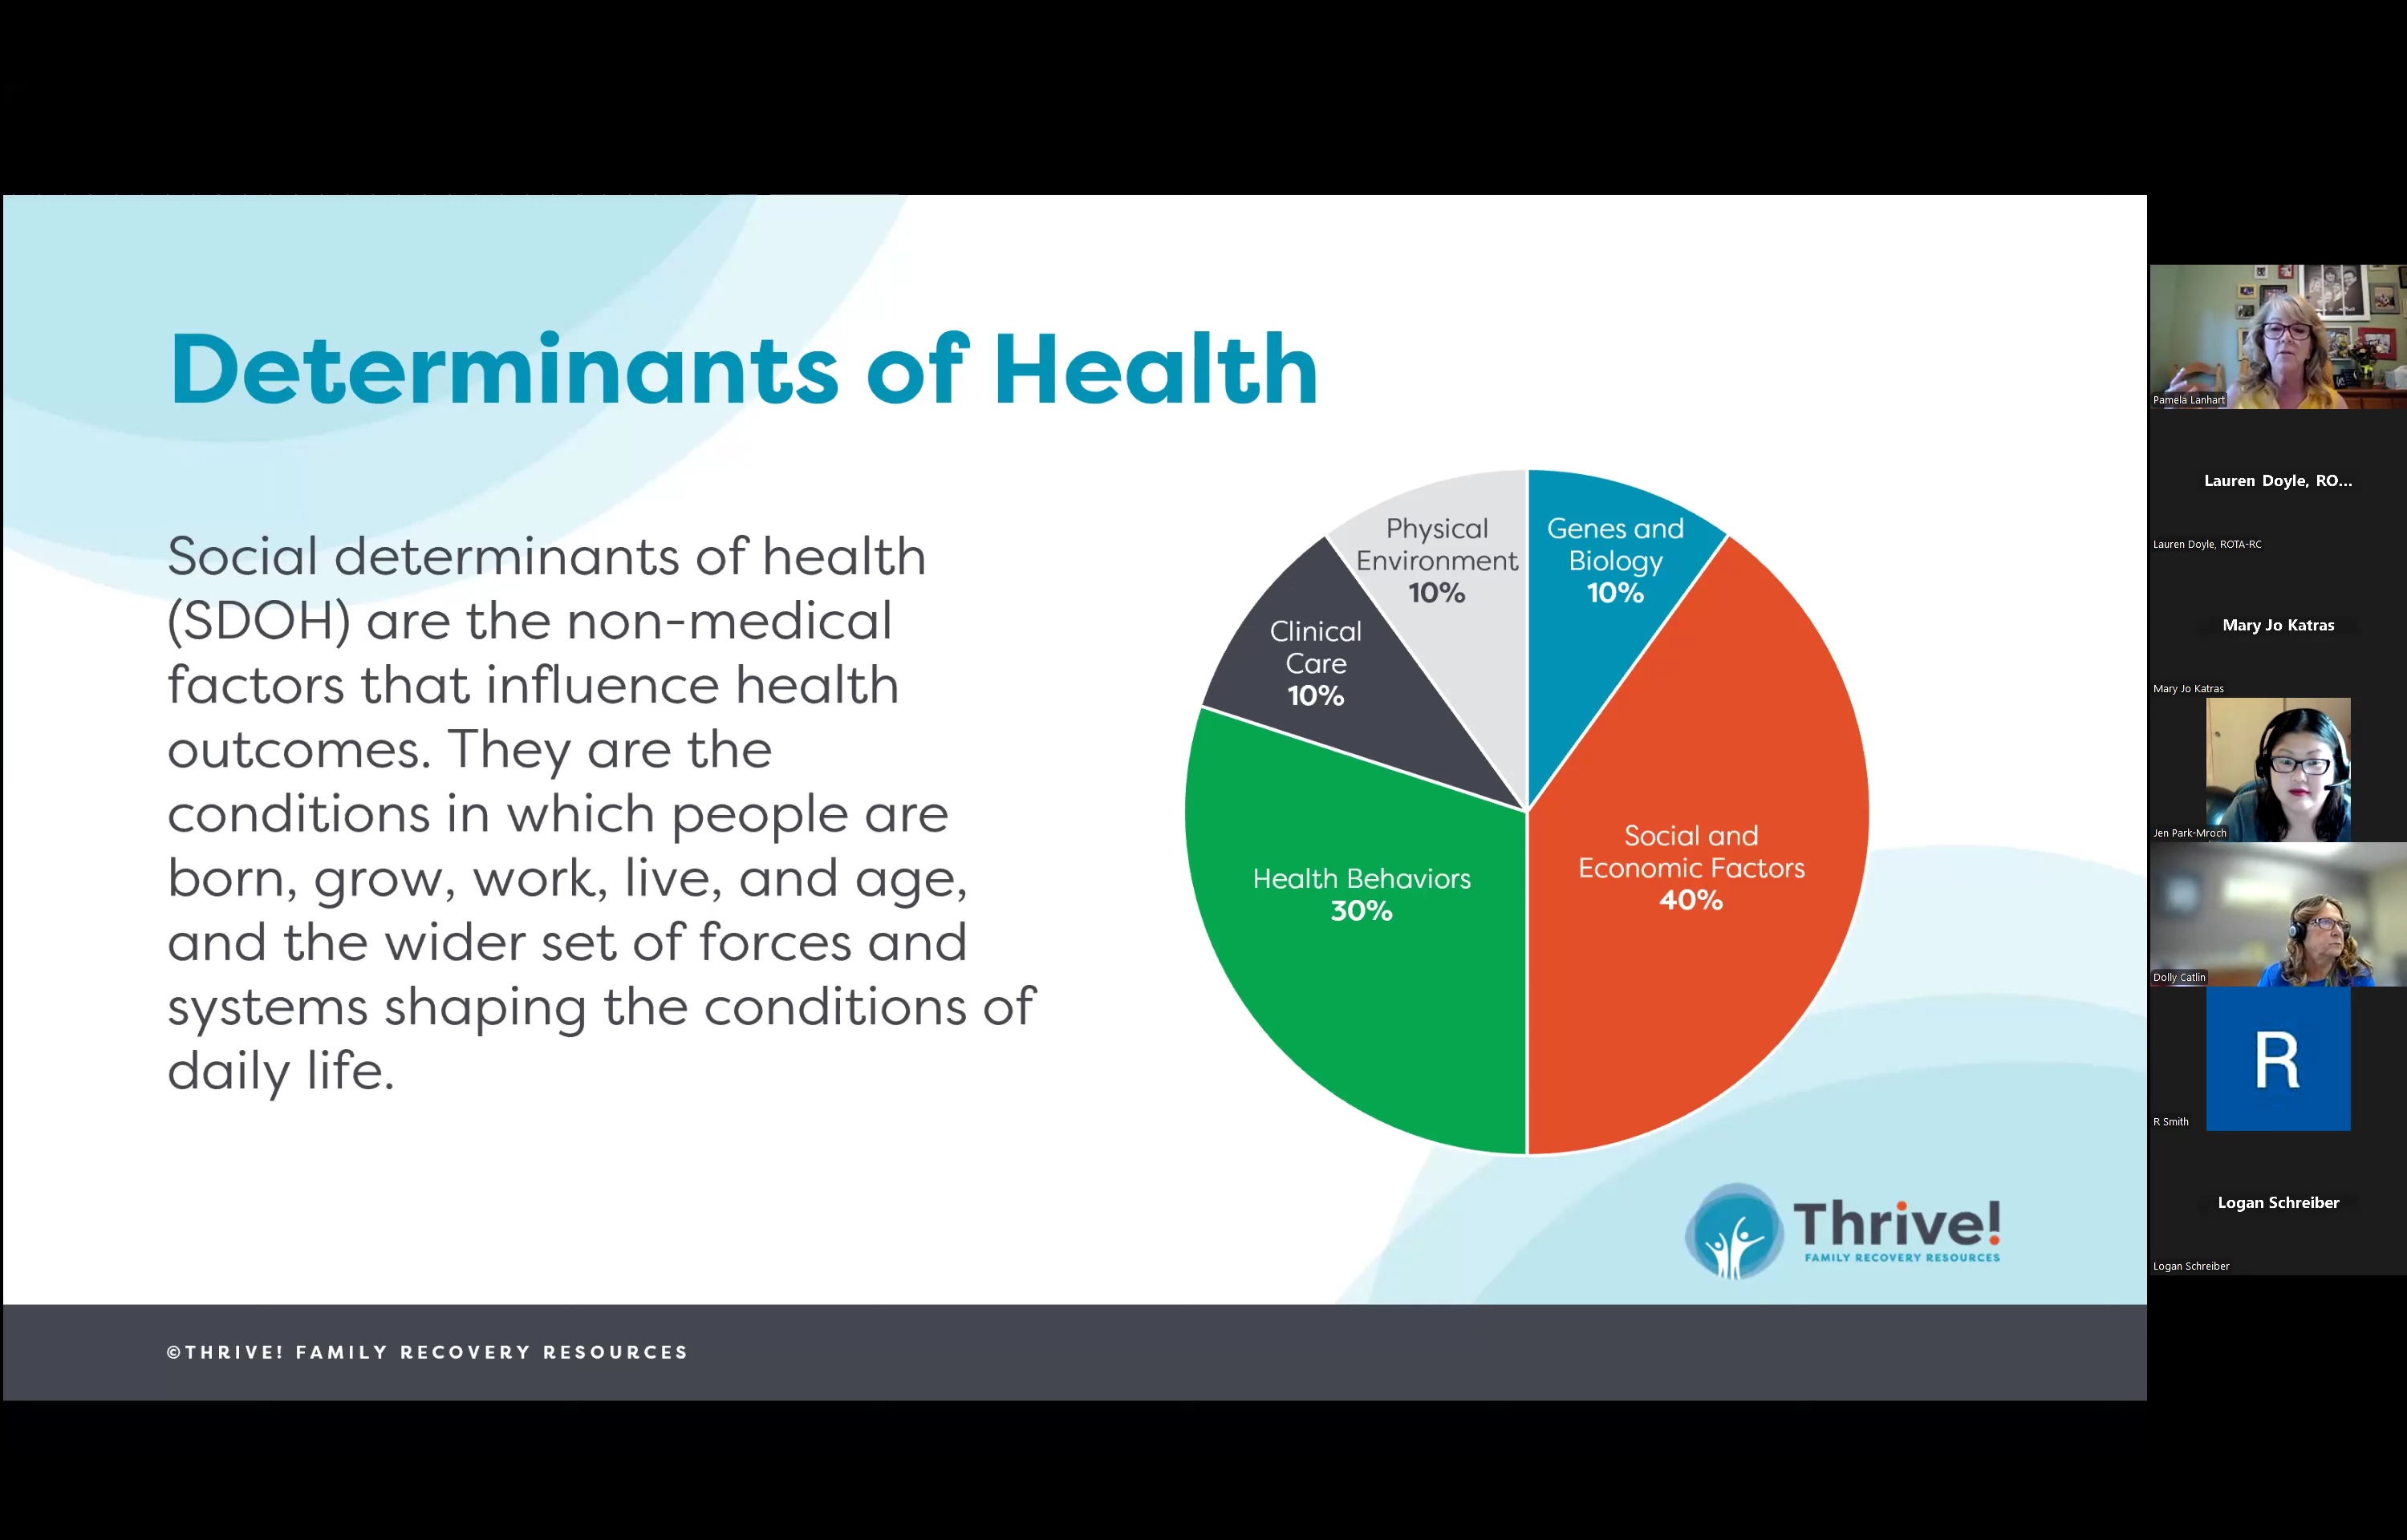 Determinants of Health
Social determinants of health
(SDOH) are the non-medical
factors that influence health
outcomes. They are the
conditions in which people are
born, grow, work, live, and age,
and the wider set of forces and
systems shaping the conditions of
daily life.
Physical
Environment
10%
Genes and
Biology
10%
Clinical
Care
10%
Social and
Economic Factors
40%
Health Behaviors
30%
Thrive!
FAMILY RECOVERY RESOURCES
©THRIVE! FAMILY RECOVERY RESOURCES
Pamela Lanhart
Lauren Doyle, RO...
Lauren Doyle, ROTA-RC
Mary Jo Katras
Mary Jo Katras
Jen Park-Mroch
Dolly Catlin
R
R Smith
Logan Schreiber
Logan Schreiber